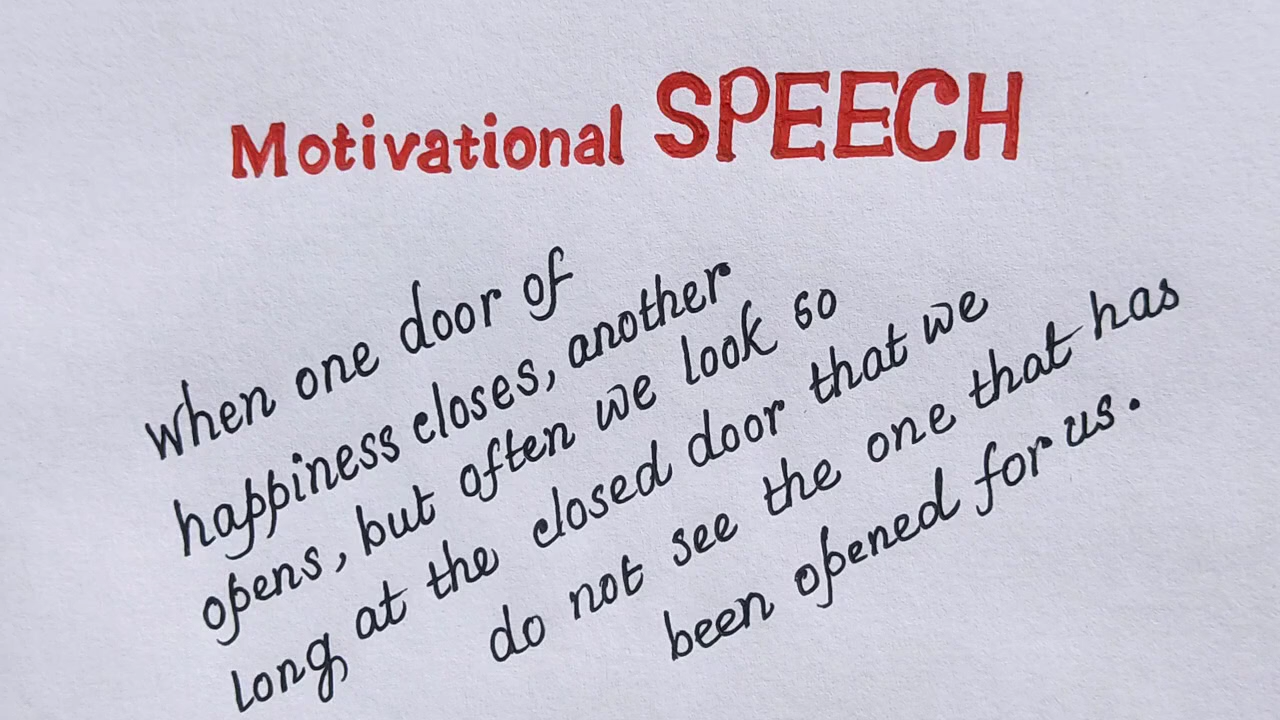 Motivational SPEECH
when one door of
happiness closes, another
opens, but often we look so
long, at the closed door that we
do not see the one that has
been opened for us.